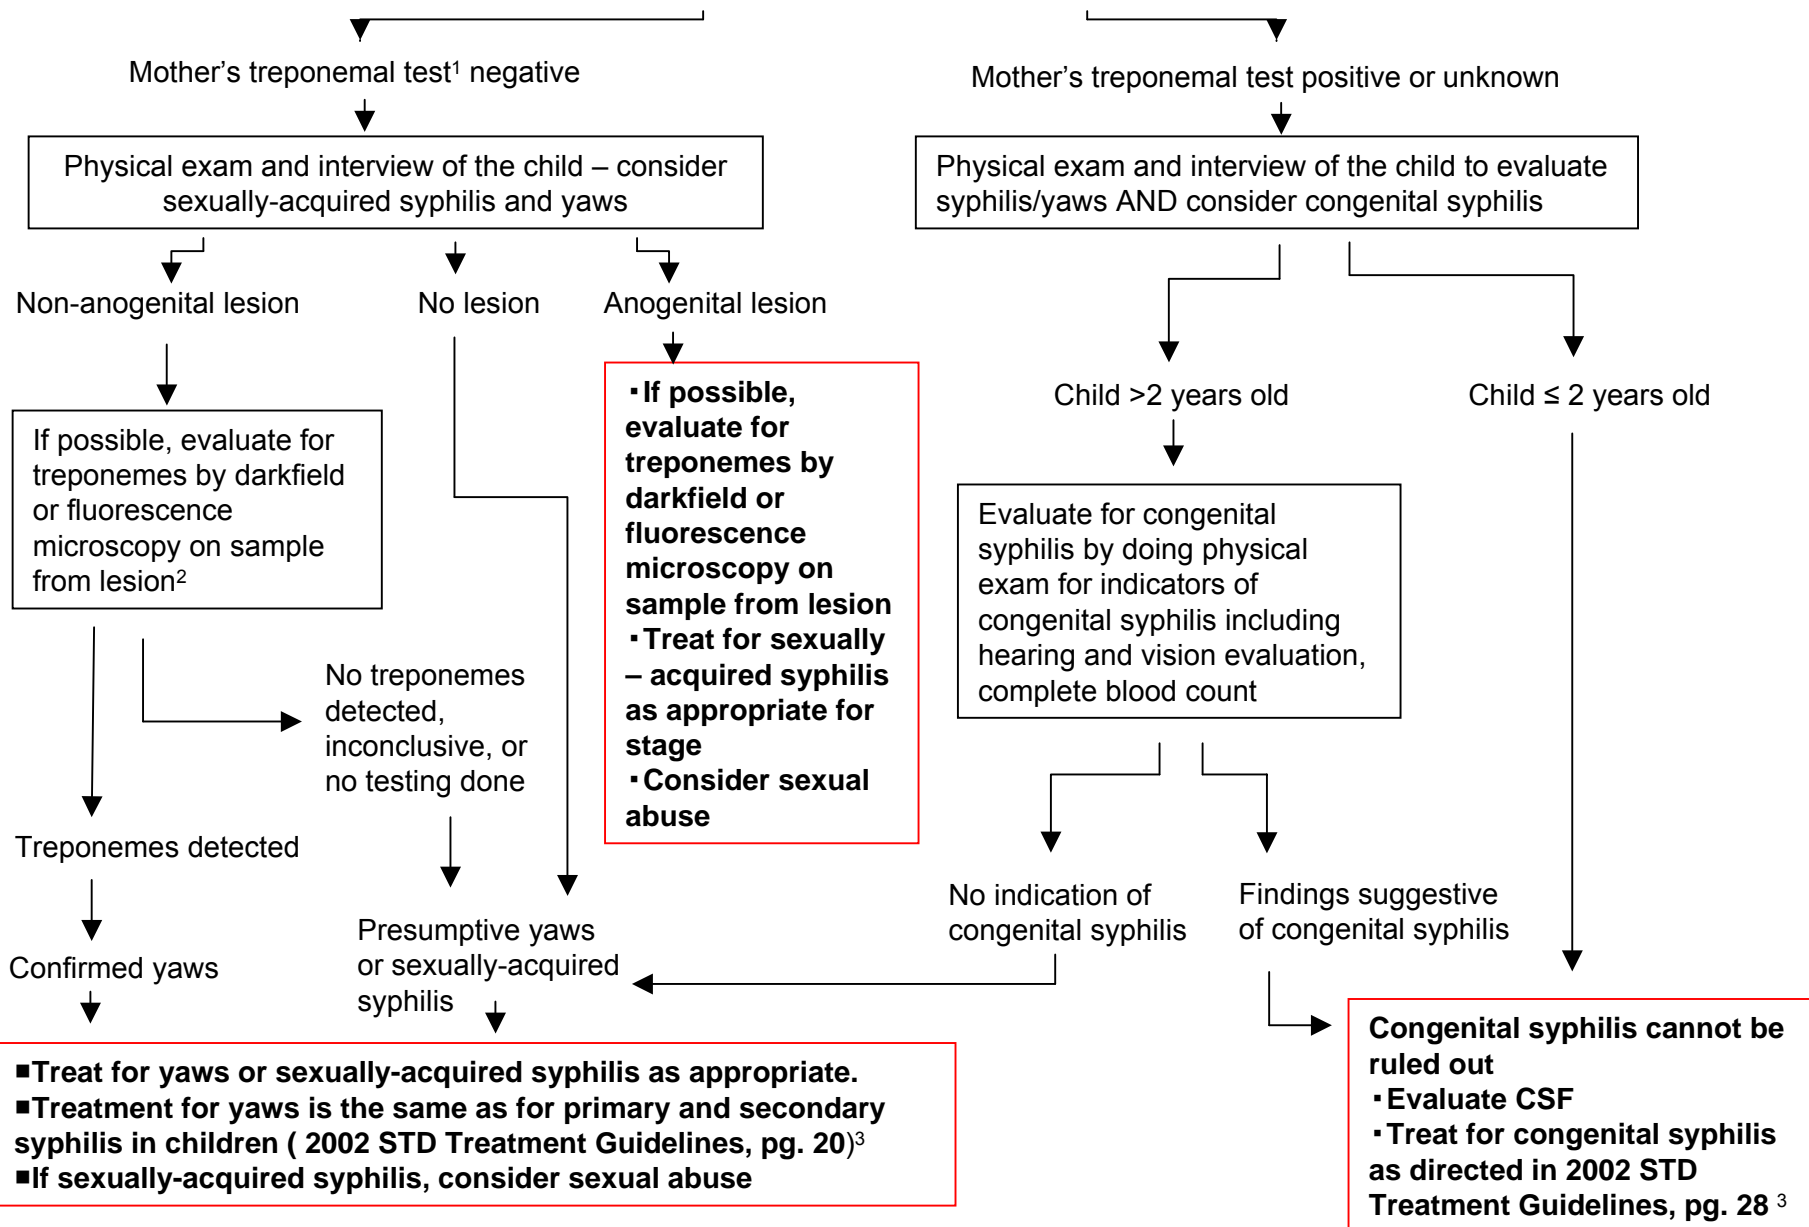 Mother’s treponemal test¹ negative
Mother’s treponemal test positive or unknown
Physical exam and interview of the child – consider
sexually-acquired syphilis and yaws
Physical exam and interview of the child to evaluate
syphilis/yaws AND consider congenital syphilis
Non-anogenital lesion
No lesion
Anogenital lesion
Child >2 years old
Child ≤ 2 years old
If possible, evaluate for
treponemes by darkfield
or fluorescence
microscopy on sample
from lesion²
▪If possible,
evaluate for
treponemes by
darkfield or
fluorescence
microscopy on
sample from lesion
▪Treat for sexually
– acquired syphilis
as appropriate for
stage
▪Consider sexual
abuse
Evaluate for congenital
syphilis by doing physical
exam for indicators of
congenital syphilis including
hearing and vision evaluation,
complete blood count
No treponemes
detected,
inconclusive, or
no testing done
Treponemes detected
No indication of
congenital syphilis
Findings suggestive
of congenital syphilis
Confirmed yaws
Presumptive yaws
or sexually-acquired
syphilis
▪Treat for yaws or sexually-acquired syphilis as appropriate.
▪Treatment for yaws is the same as for primary and secondary
syphilis in children ( 2002 STD Treatment Guidelines, pg. 20)³
▪If sexually-acquired syphilis, consider sexual abuse
Congenital syphilis cannot be
ruled out
▪Evaluate CSF
▪Treat for congenital syphilis
as directed in 2002 STD
Treatment Guidelines, pg. 28 ³